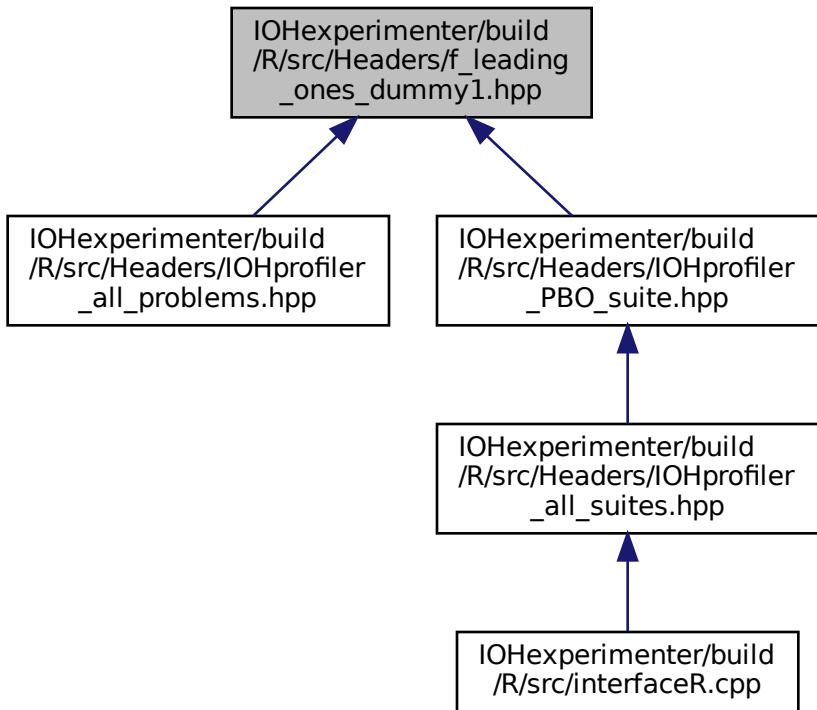 IOHexperimenter/build
/R/src/Headers/f_leading
_ones_dummy1.hpp
IOHexperimenter/build
/R/src/Headers/IOHprofiler
_all_problems.hpp
IOHexperimenter/build
/R/src/Headers/IOHprofiler
_PBO_suite.hpp
IOHexperimenter/build
/R/src/Headers/IOHprofiler
_all_suites.hpp
IOHexperimenter/build
/R/src/interfaceR.cpp